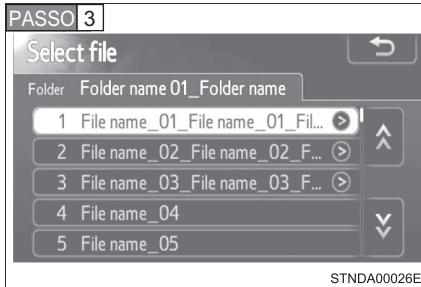 PASSO 3
Select file
Folder Folder name 01_Folder name
1 File name_01_File name_01_Fil...
2 File name_02_File name_02_F...
3 File name_03_File name_03_F...
4 File name_04
5 File name_05
STNDA00026E